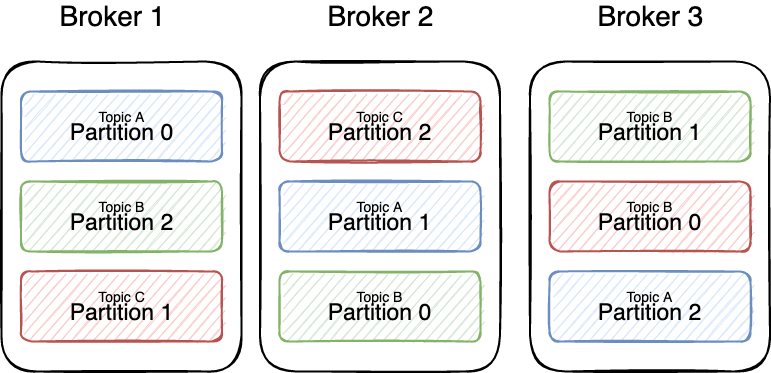 Broker 1
Broker 2
Broker 3
Topic A
Partition 0
Topic B
Partition 2
Topic C
Partition 1
Topic C
Partition 2
Topic A
Partition 1
Topic B
Partition 0
Topic B
Partition 1
Topic B
Partition 0
Topic A
Partition 2